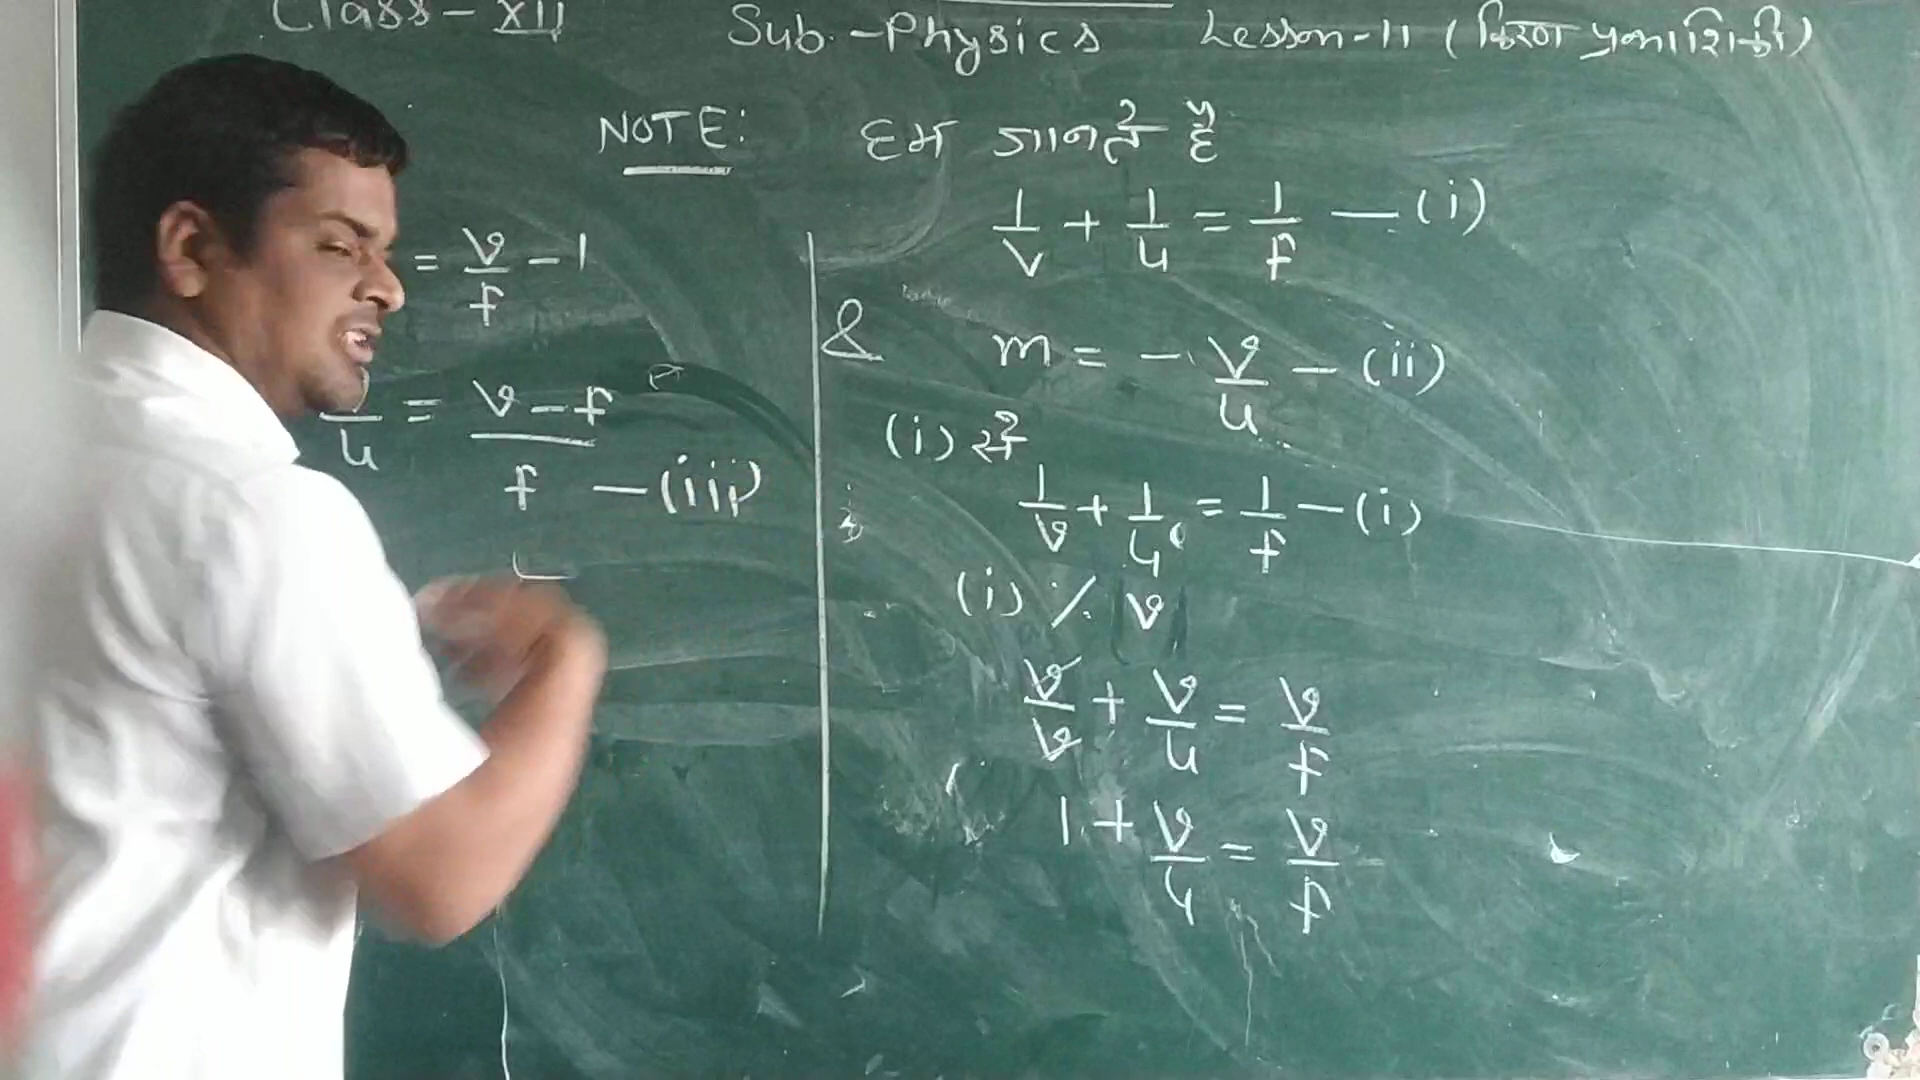 Class - XII Sub. - Physics Lesson - 11 (किरण प्रकाशिकी)
NOTE: हम जानते हैं
1/v + 1/u = 1/f — (i)
& m = - v/u — (ii)
(i) से
1/v + 1/u = 1/f — (i)
(i) × v
v/v + v/u = v/f
1 + v/u = v/f
= v/f - 1
/u = v - f/f — (iii)